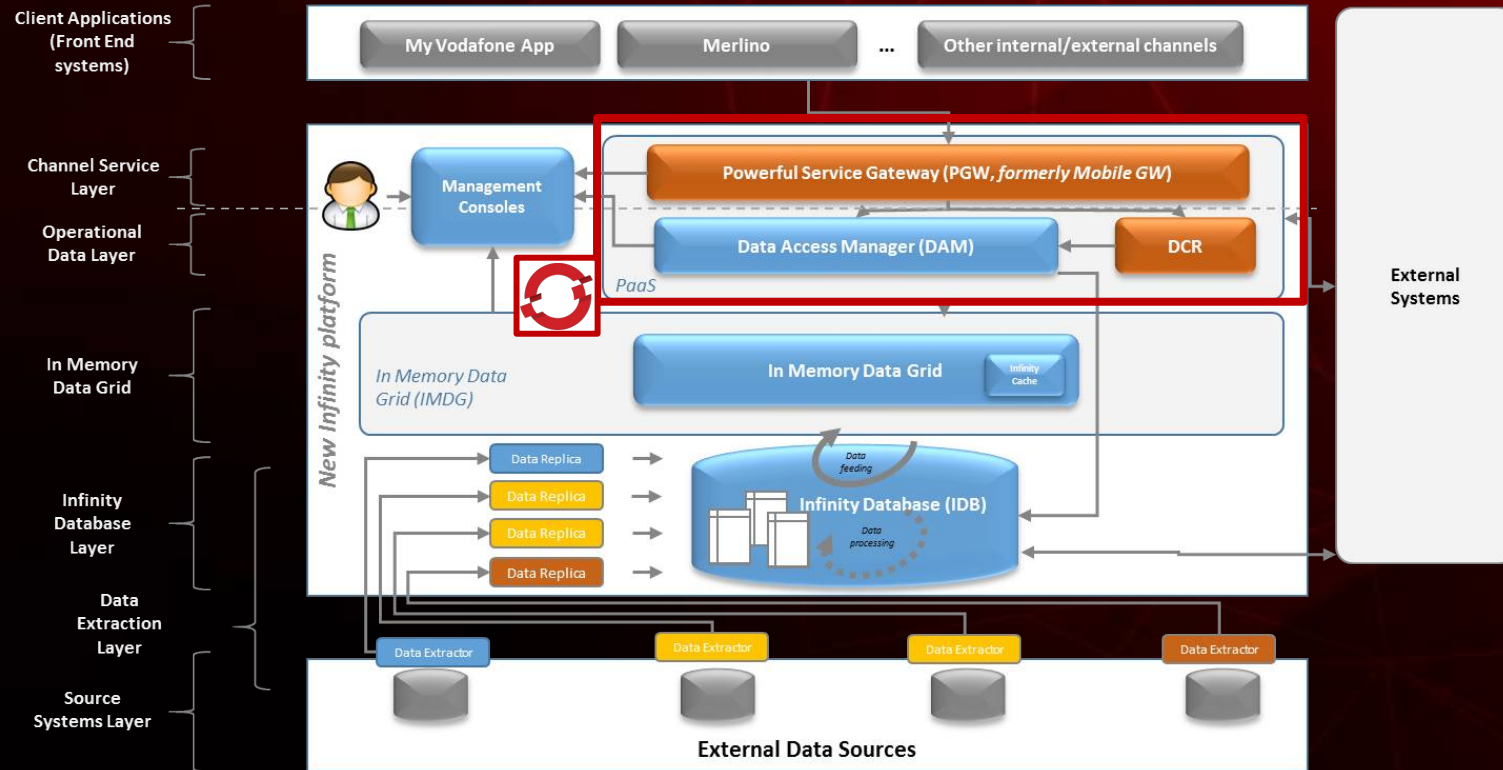 Client Applications
(Front End
systems)
My Vodafone App
Merlino
...
Other internal/external channels
Channel Service
Layer
Operational
Data Layer
In Memory
Data Grid
Infinity
Database
Layer
Data
Extraction
Layer
Source
Systems Layer
New Infinity platform
Management
Consoles
Powerful Service Gateway (PGW, formerly Mobile GW)
Data Access Manager (DAM)
DCR
PaaS
External
Systems
In Memory Data
Grid (IMDG)
In Memory Data Grid
Infinity
Cache
Data Replica
Data Replica
Data Replica
Data Replica
Data
feeding
Infinity Database (IDB)
Data
processing
Data Extractor
Data Extractor
Data Extractor
Data Extractor
External Data Sources